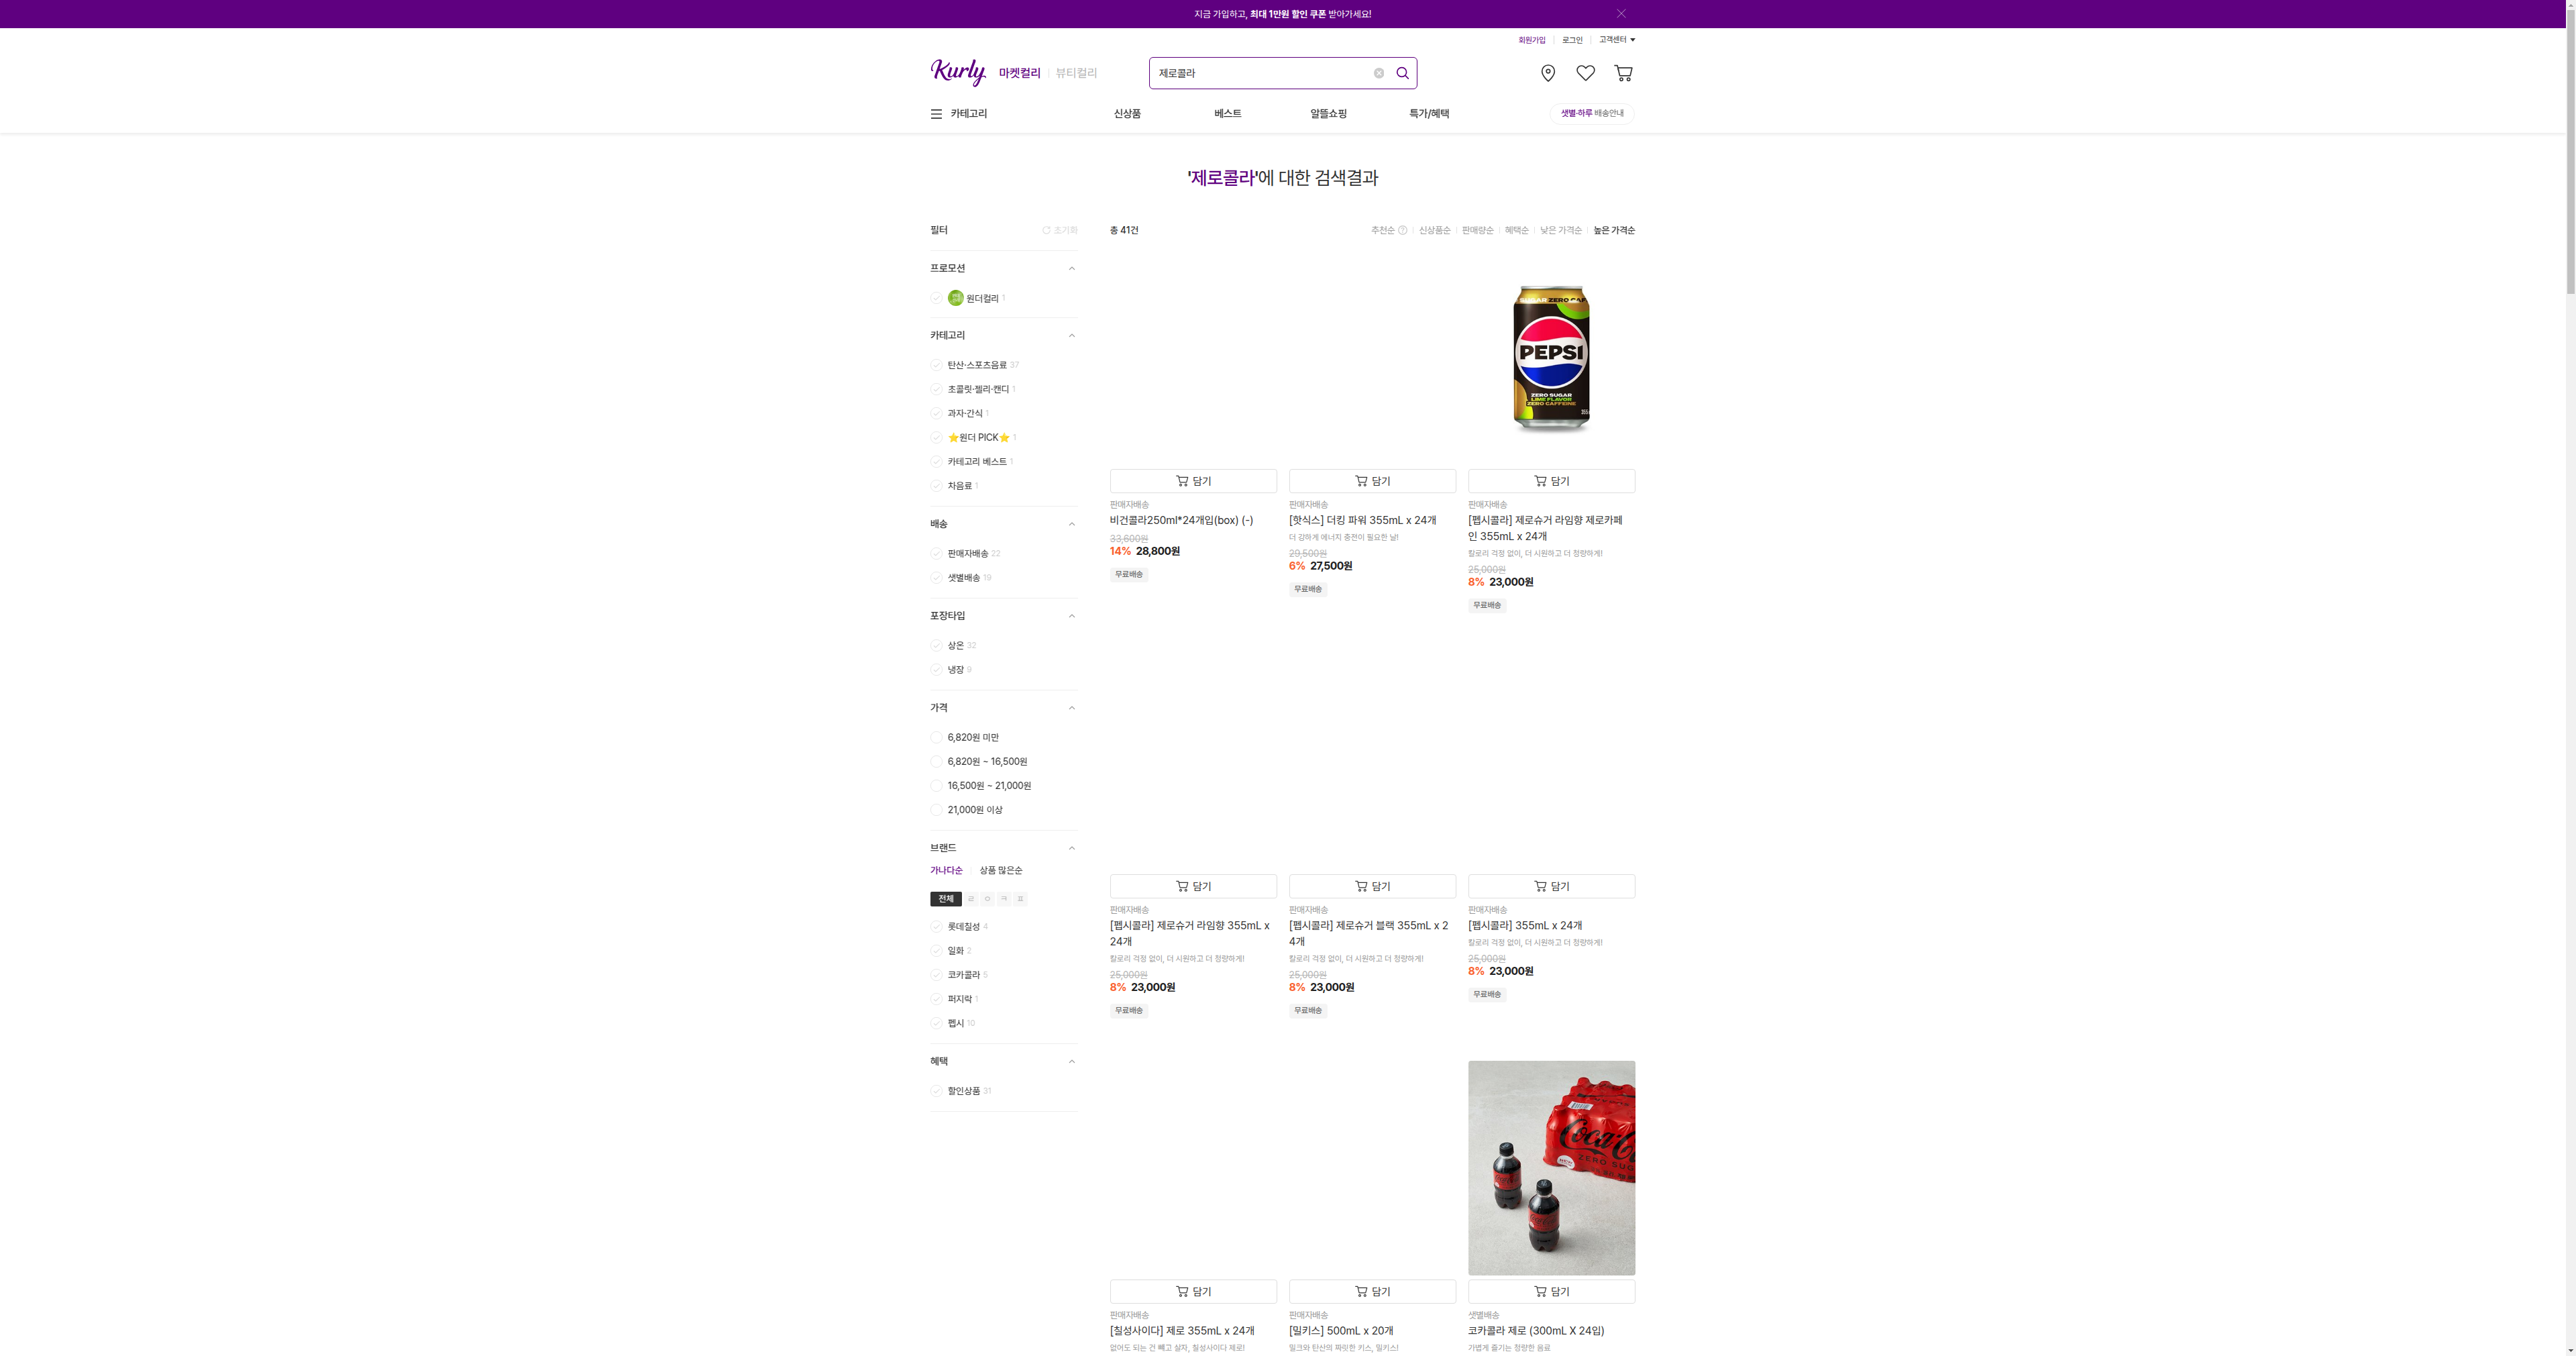 지금 가입하고, 최대 1만원 할인 쿠폰 받아가세요!
회원가입 로그인 고객센터
Kurly 마켓컬리 뷰티컬리 제로콜라
카테고리 신상품 베스트 알뜰쇼핑 특가/혜택 샛별·하루 배송안내
'제로콜라'에 대한 검색결과
필터 초기화
총 41건 추천순 신상품순 판매량순 혜택순 낮은 가격순 높은 가격순
프로모션
원더컬리 1
카테고리
탄산·스포츠음료 37
초콜릿·젤리·캔디 1
과자·간식 1
⭐원더 PICK⭐ 1
카테고리 베스트 1
차음료 1
배송
판매자배송 22
샛별배송 19
포장타입
상온 32
냉장 9
가격
6,820원 미만
6,820원 ~ 16,500원
16,500원 ~ 21,000원
21,000원 이상
브랜드
가나다순 상품 많은순
전체 ㄹ ㅇ ㅋ ㅍ
롯데칠성 4
일화 2
코카콜라 5
퍼지락 1
펩시 10
혜택
할인상품 31
담기
판매자배송
비건콜라250ml*24개입(box) (-)
33,600원
14% 28,800원
무료배송
담기
판매자배송
[핫식스] 더킹 파워 355mL x 24개
더 강하게 에너지 충전이 필요한 날!
29,500원
6% 27,500원
무료배송
PEPSI
ZERO SUGAR
LIME FLAVOR
ZERO CAFFEINE
담기
판매자배송
[펩시콜라] 제로슈거 라임향 제로카페
인 355mL x 24개
칼로리 걱정 없이, 더 시원하고 더 청량하게!
25,000원
8% 23,000원
무료배송
담기
판매자배송
[펩시콜라] 제로슈거 라임향 355mL x
24개
칼로리 걱정 없이, 더 시원하고 더 청량하게!
25,000원
8% 23,000원
무료배송
담기
판매자배송
[펩시콜라] 제로슈거 블랙 355mL x 2
4개
칼로리 걱정 없이, 더 시원하고 더 청량하게!
25,000원
8% 23,000원
무료배송
담기
판매자배송
[펩시콜라] 355mL x 24개
칼로리 걱정 없이, 더 시원하고 더 청량하게!
25,000원
8% 23,000원
무료배송
담기
판매자배송
[칠성사이다] 제로 355mL x 24개
없어도 되는 건 빼고 살자, 칠성사이다 제로!
담기
판매자배송
[밀키스] 500mL x 20개
밀크와 탄산의 짜릿한 키스, 밀키스!
담기
샛별배송
코카콜라 제로 (300mL X 24입)
가볍게 즐기는 청량한 음료